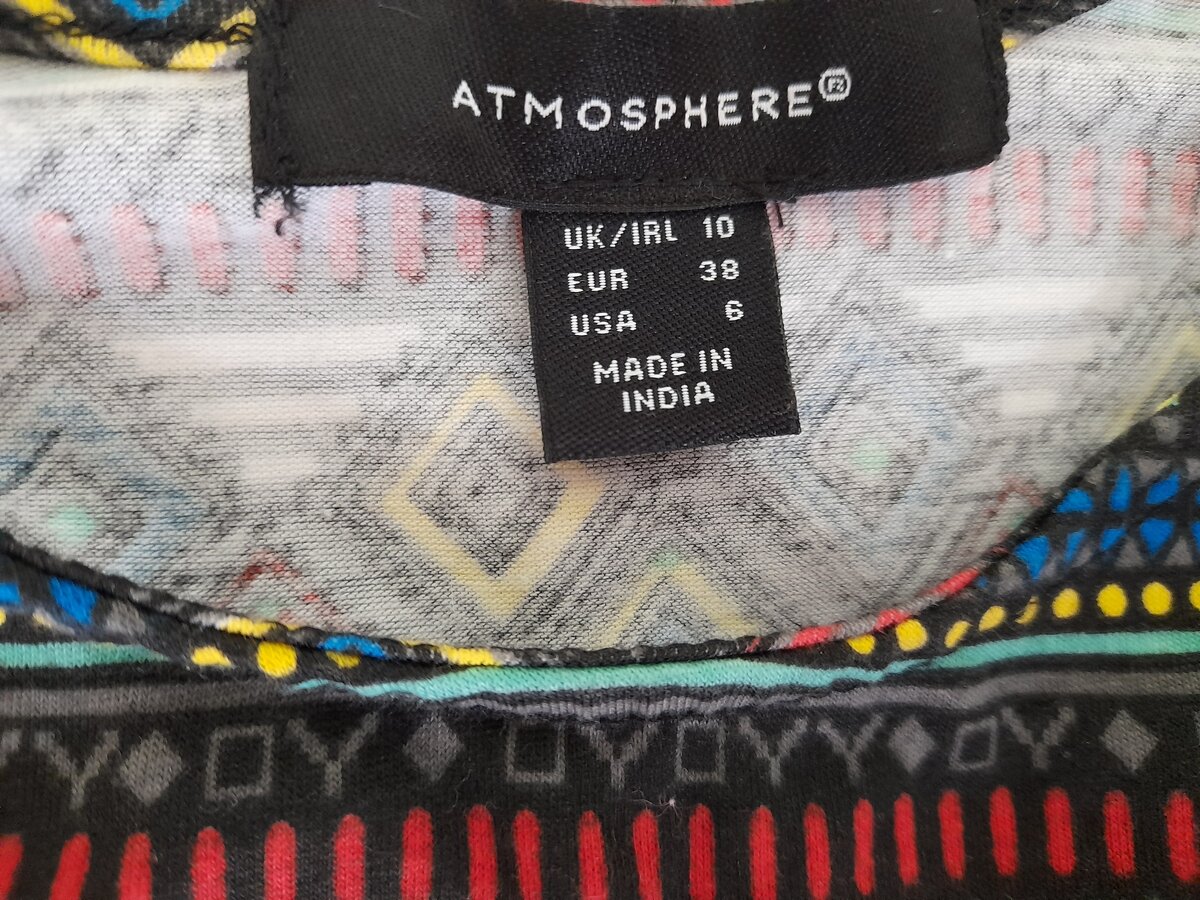 ATMOSPHERE®
UK/IRL 10
EUR 38
USA 6
MADE IN
INDIA